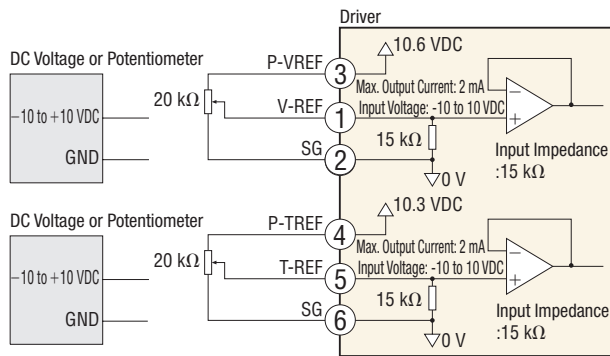 Driver
DC Voltage or Potentiometer
−10 to +10 VDC
GND
20 kΩ
P-VREF
3
10.6 VDC
Max. Output Current: 2 mA
V-REF
1
Input Voltage: -10 to 10 VDC
15 kΩ
SG
2
0 V
−
+
Input Impedance
:15 kΩ
DC Voltage or Potentiometer
−10 to +10 VDC
GND
20 kΩ
P-TREF
4
10.3 VDC
Max. Output Current: 2 mA
T-REF
5
Input Voltage: -10 to 10 VDC
15 kΩ
SG
6
0 V
−
+
Input Impedance
:15 kΩ